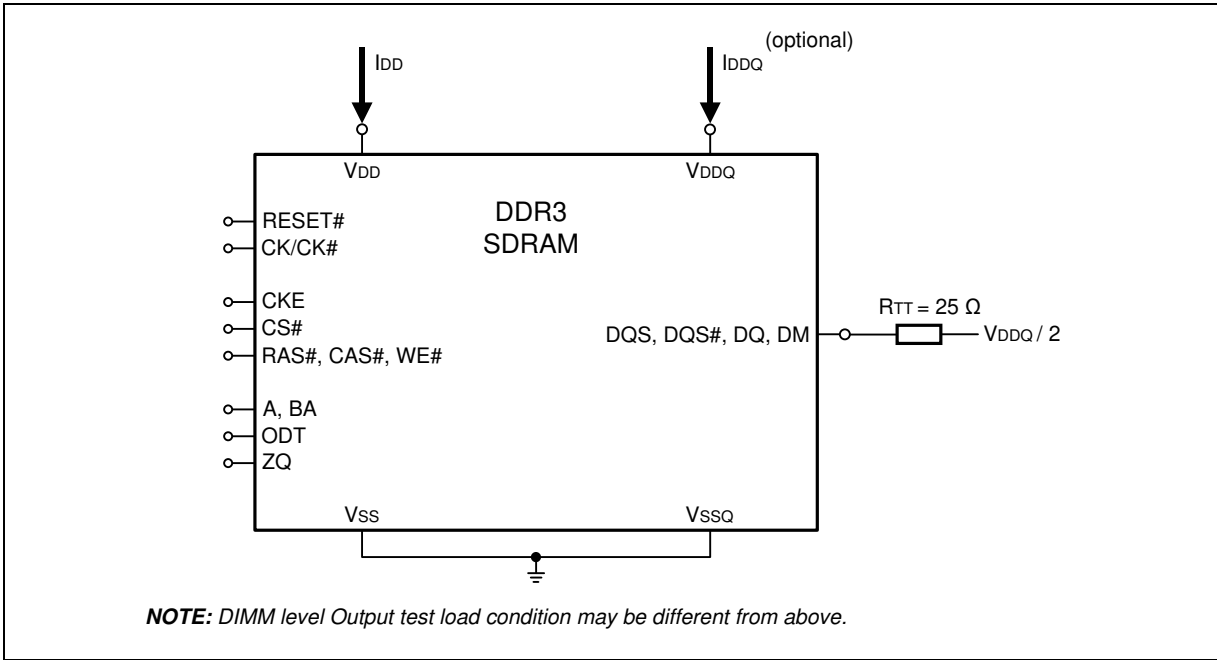 (optional)
IDD
IDDQ
VDD
VDDQ
DDR3
SDRAM
RESET#
CK/CK#
CKE
CS#
RAS#, CAS#, WE#
A, BA
ODT
ZQ
DQS, DQS#, DQ, DM
RTT = 25 Ω
VDDQ / 2
VSS
VSSQ
NOTE: DIMM level Output test load condition may be different from above.